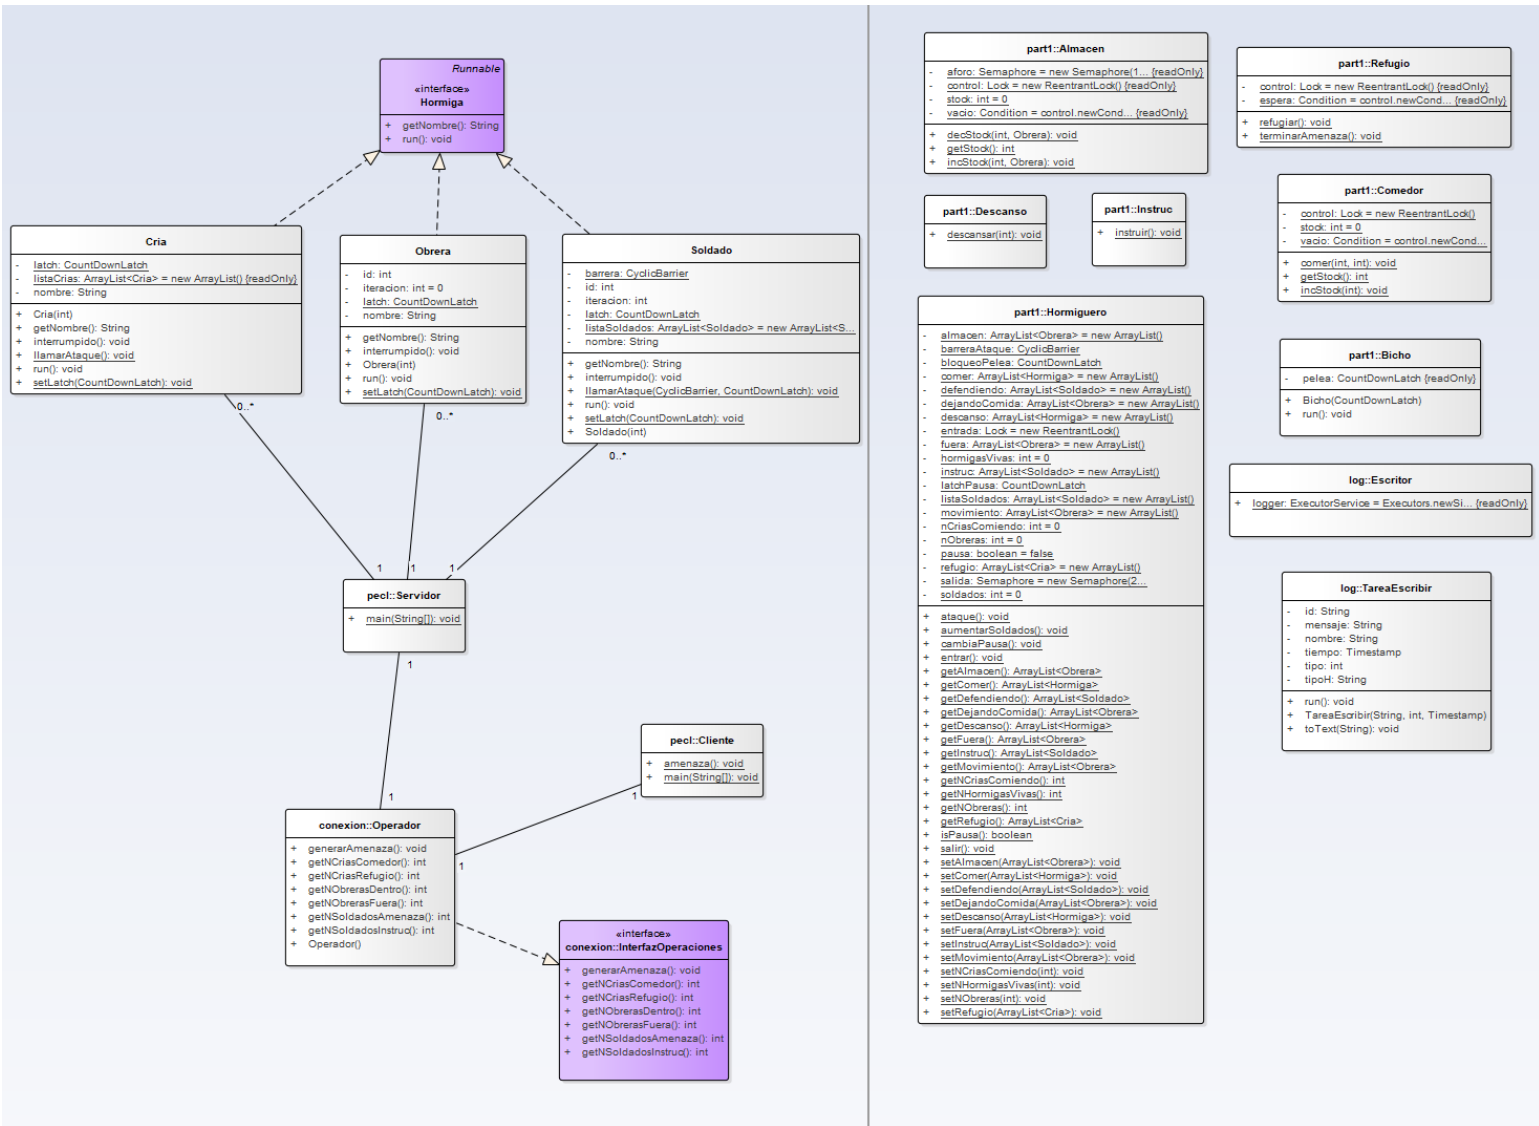 Runnable
«interface»
Hormiga
+ getNombre(): String
+ run(): void
Cria
- latch: CountDownLatch
- listaCrias: ArrayList<Cria> = new ArrayList() {readOnly}
- nombre: String
+ Cria(int)
+ getNombre(): String
+ interrumpido(): void
+ llamarAtaque(): void
+ run(): void
+ setLatch(CountDownLatch): void
Obrera
- id: int
- iteracion: int = 0
- latch: CountDownLatch
- nombre: String
+ getNombre(): String
+ interrumpido(): void
+ Obrera(int)
+ run(): void
+ setLatch(CountDownLatch): void
Soldado
- barrera: CyclicBarrier
- id: int
- iteracion: int
- latch: CountDownLatch
- listaSoldados: ArrayList<Soldado> = new ArrayList<S...
- nombre: String
+ getNombre(): String
+ interrumpido(): void
+ llamarAtaque(CyclicBarrier, CountDownLatch): void
+ run(): void
+ setLatch(CountDownLatch): void
+ Soldado(int)
0..*
0..*
0..*
1
1
1
pecl::Servidor
+ main(String[]): void
1
1
pecl::Cliente
+ amenaza(): void
+ main(String[]): void
1
1
conexion::Operador
+ generarAmenaza(): void
+ getNCriasComedor(): int
+ getNCriasRefugio(): int
+ getNObrerasDentro(): int
+ getNObrerasFuera(): int
+ getNSoldadosAmenaza(): int
+ getNSoldadosInstruc(): int
+ Operador()
«interface»
conexion::InterfazOperaciones
+ generarAmenaza(): void
+ getNCriasComedor(): int
+ getNCriasRefugio(): int
+ getNObrerasDentro(): int
+ getNObrerasFuera(): int
+ getNSoldadosAmenaza(): int
+ getNSoldadosInstruc(): int
part1::Almacen
- aforo: Semaphore = new Semaphore(1... {readOnly}
- control: Lock = new ReentrantLock() {readOnly}
- stock: int = 0
- vacio: Condition = control.newCond... {readOnly}
+ decStock(int, Obrera): void
+ getStock(): int
+ incStock(int, Obrera): void
part1::Refugio
- control: Lock = new ReentrantLock() {readOnly}
- espera: Condition = control.newCond... {readOnly}
+ refugiar(): void
+ terminarAmenaza(): void
part1::Descanso
+ descansar(int): void
part1::Instruc
+ instruir(): void
part1::Comedor
- control: Lock = new ReentrantLock()
- stock: int = 0
- vacio: Condition = control.newCond...
+ comer(int, int): void
+ getStock(): int
+ incStock(int): void
part1::Hormiguero
- almacen: ArrayList<Obrera> = new ArrayList()
- barreraAtaque: CyclicBarrier
- bloqueoPelea: CountDownLatch
- comer: ArrayList<Hormiga> = new ArrayList()
- defendiendo: ArrayList<Soldado> = new ArrayList()
- dejandoComida: ArrayList<Obrera> = new ArrayList()
- descanso: ArrayList<Hormiga> = new ArrayList()
- entrada: Lock = new ReentrantLock()
- fuera: ArrayList<Obrera> = new ArrayList()
- hormigasVivas: int = 0
- instruc: ArrayList<Soldado> = new ArrayList()
- latchPausa: CountDownLatch
- listaSoldados: ArrayList<Soldado> = new ArrayList()
- movimiento: ArrayList<Obrera> = new ArrayList()
- nCriasComiendo: int = 0
- nObreras: int = 0
- pausa: boolean = false
- refugio: ArrayList<Cria> = new ArrayList()
- salida: Semaphore = new Semaphore(2...
- soldados: int = 0
+ ataque(): void
+ aumentarSoldados(): void
+ cambiaPausa(): void
+ entrar(): void
+ getAlmacen(): ArrayList<Obrera>
+ getComer(): ArrayList<Hormiga>
+ getDefendiendo(): ArrayList<Soldado>
+ getDejandoComida(): ArrayList<Obrera>
+ getDescanso(): ArrayList<Hormiga>
+ getFuera(): ArrayList<Obrera>
+ getInstruc(): ArrayList<Soldado>
+ getMovimiento(): ArrayList<Obrera>
+ getNCriasComiendo(): int
+ getNHormigasVivas(): int
+ getNObreras(): int
+ getRefugio(): ArrayList<Cria>
+ isPausa(): boolean
+ salir(): void
+ setAlmacen(ArrayList<Obrera>): void
+ setComer(ArrayList<Hormiga>): void
+ setDefendiendo(ArrayList<Soldado>): void
+ setDejandoComida(ArrayList<Obrera>): void
+ setDescanso(ArrayList<Hormiga>): void
+ setFuera(ArrayList<Obrera>): void
+ setInstruc(ArrayList<Soldado>): void
+ setMovimiento(ArrayList<Obrera>): void
+ setNCriasComiendo(int): void
+ setNHormigasVivas(int): void
+ setNObreras(int): void
+ setRefugio(ArrayList<Cria>): void
part1::Bicho
- pelea: CountDownLatch {readOnly}
+ Bicho(CountDownLatch)
+ run(): void
log::Escritor
+ logger: ExecutorService = Executors.newSi... {readOnly}
log::TareaEscribir
- id: String
- mensaje: String
- nombre: String
- tiempo: Timestamp
- tipo: int
- tipoH: String
+ run(): void
+ TareaEscribir(String, int, Timestamp)
+ toText(String): void